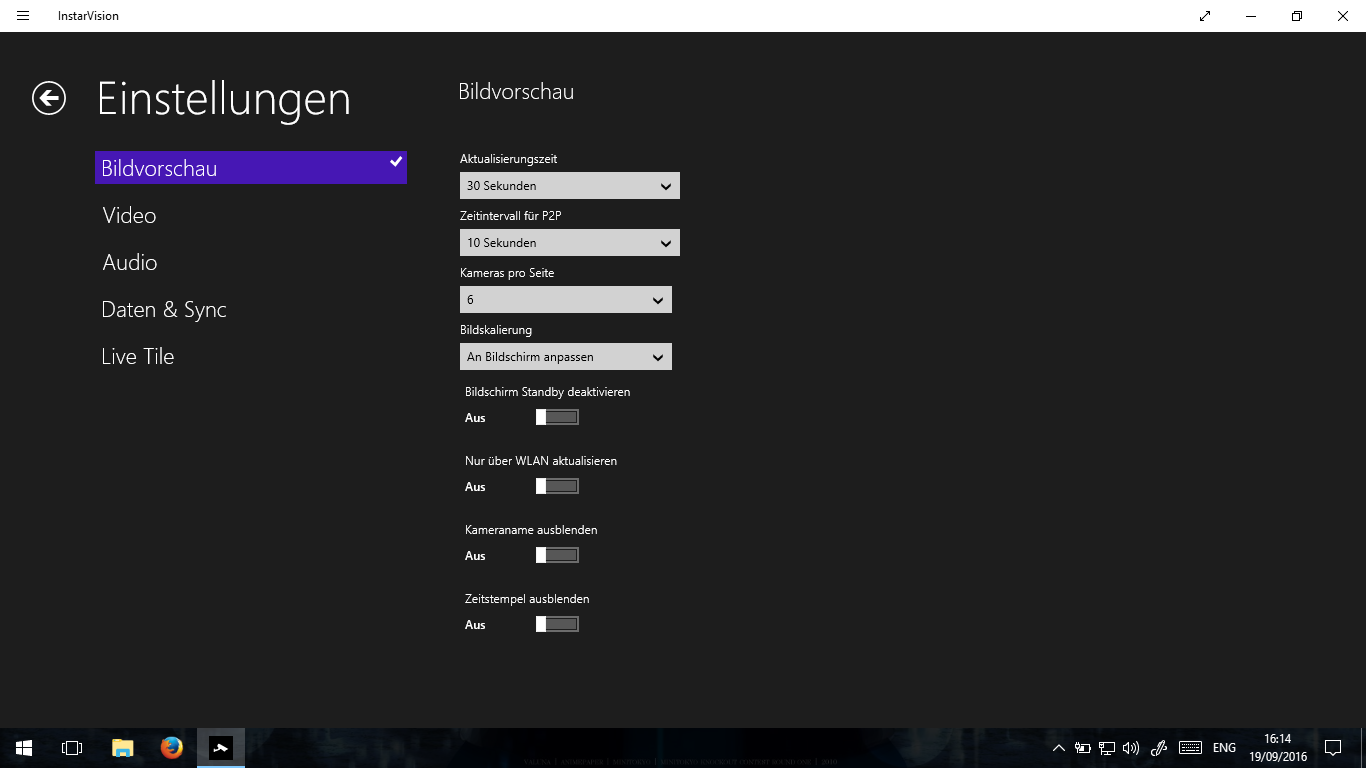 InstarVision
Einstellungen
Bildvorschau
Video
Audio
Daten & Sync
Live Tile
Bildvorschau
Aktualisierungszeit
30 Sekunden
Zeitintervall für P2P
10 Sekunden
Kameras pro Seite
6
Bildskalierung
An Bildschirm anpassen
Bildschirm Standby deaktivieren
Aus
Nur über WLAN aktualisieren
Aus
Kameraname ausblenden
Aus
Zeitstempel ausblenden
Aus
ENG
16:14
19/09/2016